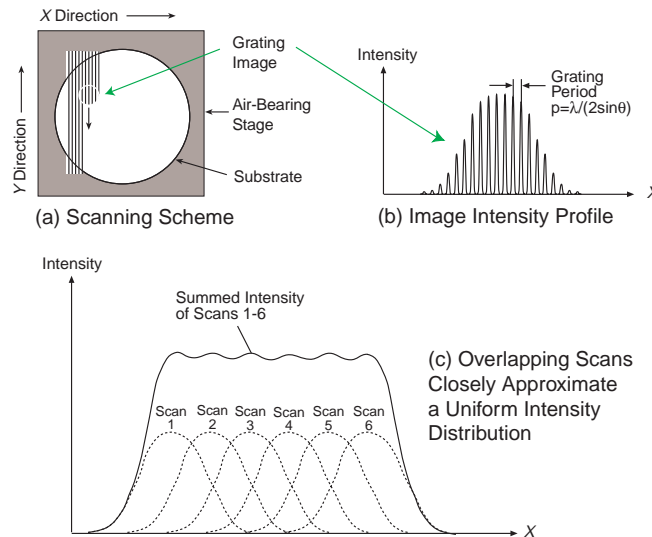 X Direction
Y Direction
Grating
Image
Air-Bearing
Stage
Substrate
(a) Scanning Scheme
Intensity
Grating
Period
p=λ/(2sinθ)
X
(b) Image Intensity Profile
Intensity
Summed Intensity
of Scans 1-6
Scan Scan Scan Scan Scan Scan
1 2 3 4 5 6
X
(c) Overlapping Scans
Closely Approximate
a Uniform Intensity
Distribution